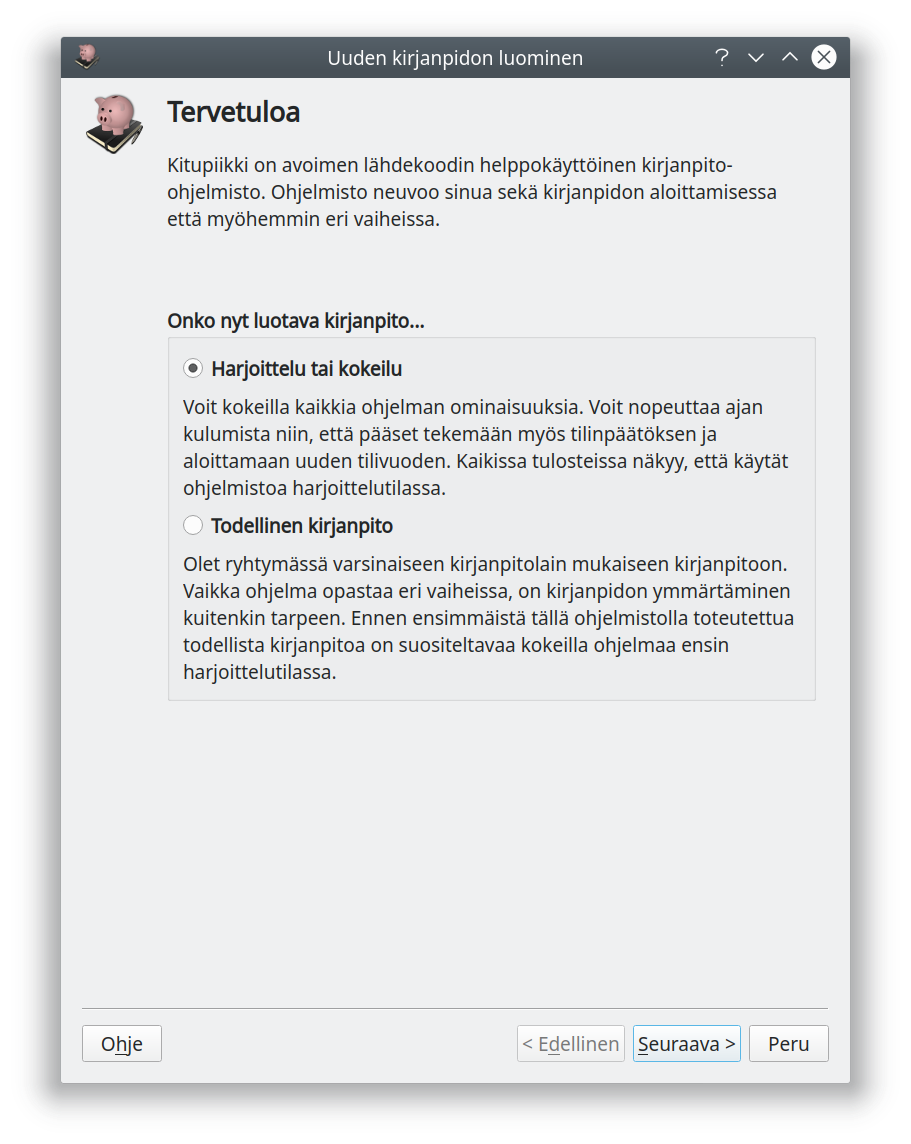 Uuden kirjanpidon luominen
Tervetuloa
Kitupiikki on avoimen lähdekoodin helppokäyttöinen kirjanpito-
ohjelmisto. Ohjelmisto neuvoo sinua sekä kirjanpidon aloittamisessa
että myöhemmin eri vaiheissa.
Onko nyt luotava kirjanpito...
Harjoittelu tai kokeilu
Voit kokeilla kaikkia ohjelman ominaisuuksia. Voit nopeuttaa ajan
kulumista niin, että pääset tekemään myös tilinpäätöksen ja
aloittamaan uuden tilivuoden. Kaikissa tulosteissa näkyy, että käytät
ohjelmistoa harjoittelutilassa.
Todellinen kirjanpito
Olet ryhtymässä varsinaiseen kirjanpitolain mukaiseen kirjanpitoon.
Vaikka ohjelma opastaa eri vaiheissa, on kirjanpidon ymmärtäminen
kuitenkin tarpeen. Ennen ensimmäistä tällä ohjelmistolla toteutettua
todellista kirjanpitoa on suositeltavaa kokeilla ohjelmaa ensin
harjoittelutilassa.
Ohje < Edellinen Seuraava > Peru